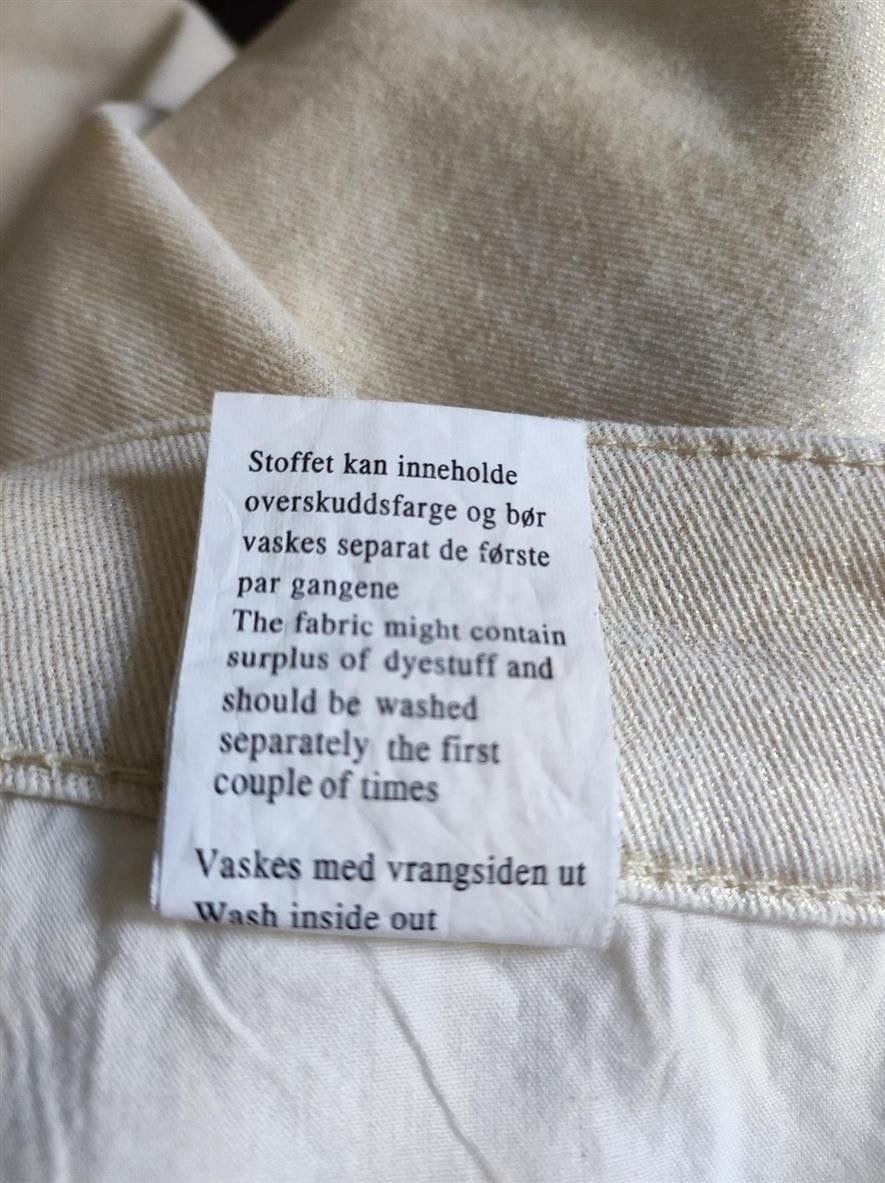 Stoffet kan inneholde
overskuddsfarge og bør
vaskes separat de første
par gangene
The fabric might contain
surplus of dyestuff and
should be washed
separately the first
couple of times
Vaskes med vrangsiden ut
Wash inside out